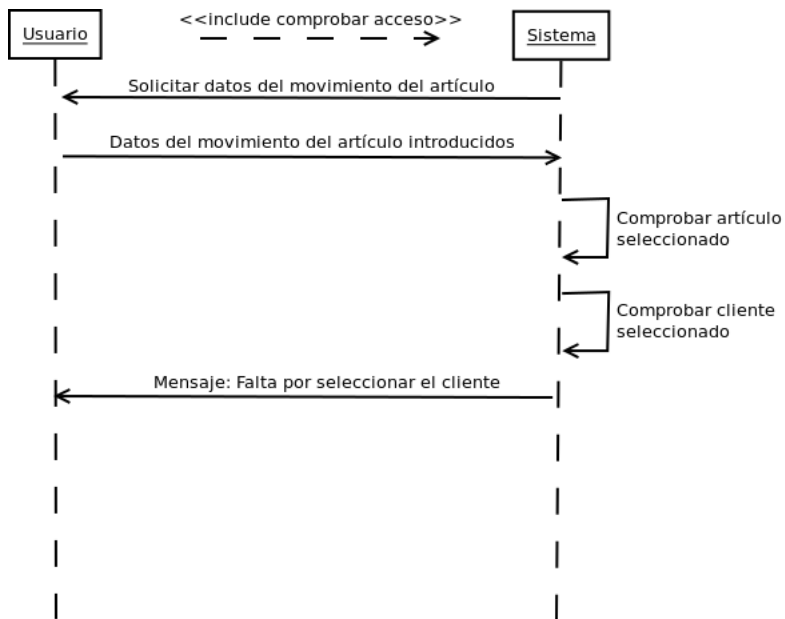 Usuario
<<include comprobar acceso>>
Sistema
Solicitar datos del movimiento del artículo
Datos del movimiento del artículo introducidos
Comprobar artículo
seleccionado
Comprobar cliente
seleccionado
Mensaje: Falta por seleccionar el cliente